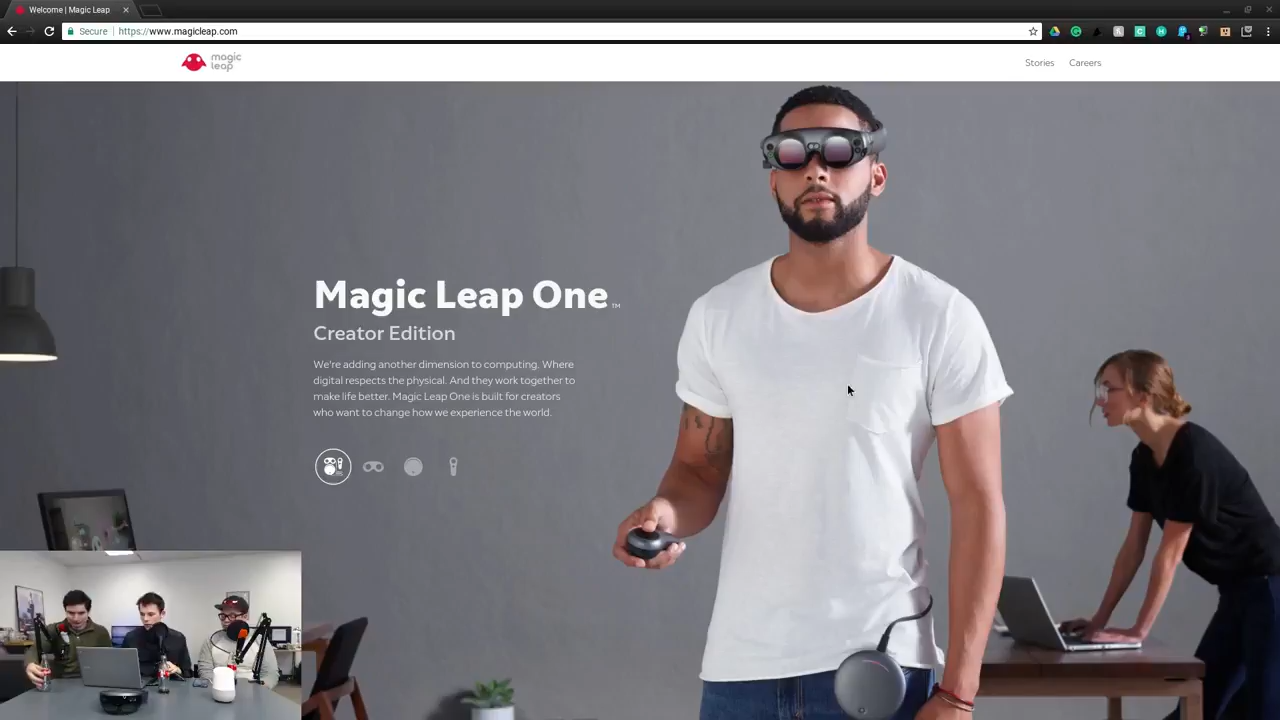 Welcome | Magic Leap
Secure https://www.magicleap.com
magic
leap
Stories Careers
Magic Leap One™
Creator Edition
We're adding another dimension to computing. Where
digital respects the physical. And they work together to
make life better. Magic Leap One is built for creators
who want to change how we experience the world.